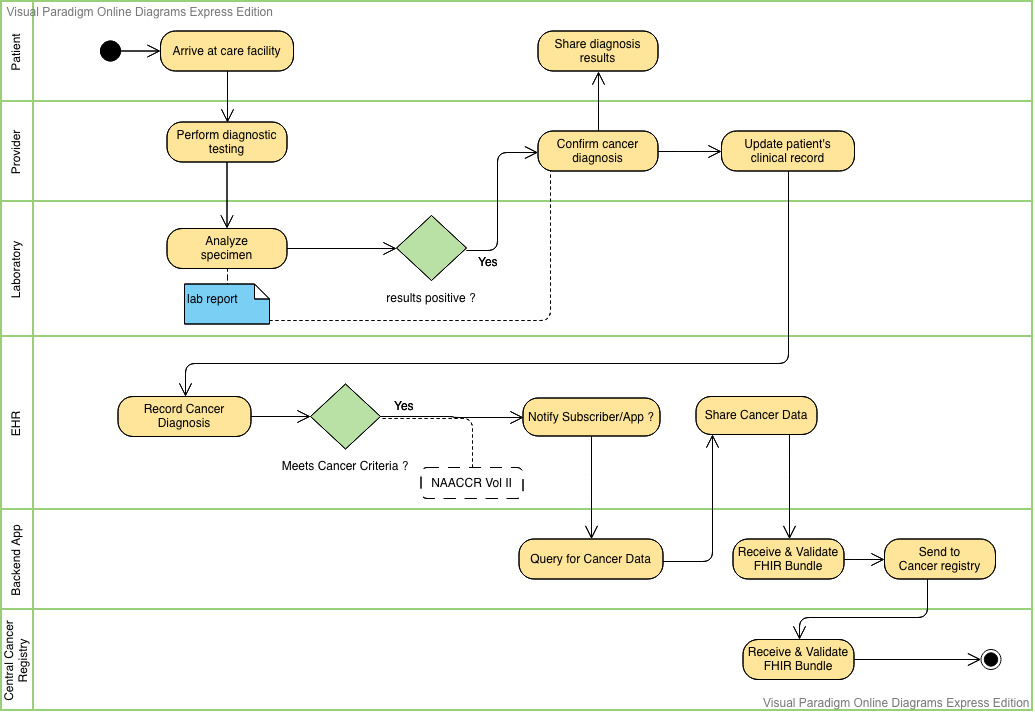 Visual Paradigm Online Diagrams Express Edition
Patient
Arrive at care facility
Share diagnosis
results
Provider
Perform diagnostic
testing
Confirm cancer
diagnosis
Update patient's
clinical record
Laboratory
Analyze
specimen
Yes
lab report
results positive ?
EHR
Record Cancer
Diagnosis
Yes
Notify Subscriber/App ?
Share Cancer Data
Meets Cancer Criteria ?
NAACCR Vol II
Backend App
Query for Cancer Data
Receive & Validate
FHIR Bundle
Send to
Cancer registry
Central Cancer
Registry
Receive & Validate
FHIR Bundle
Visual Paradigm Online Diagrams Express Edition